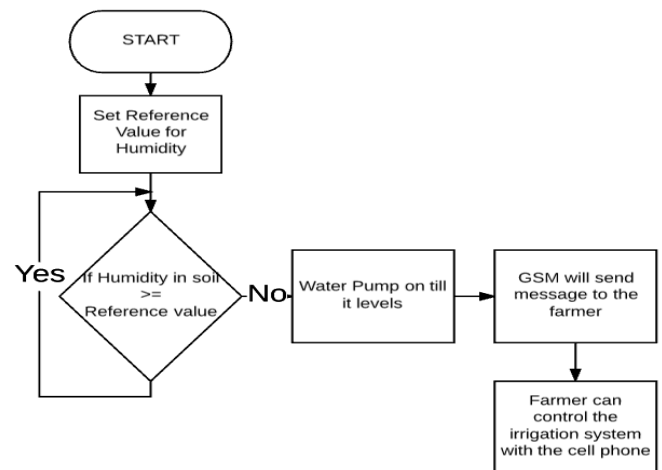 START
Set Reference
Value for
Humidity
Yes
If Humidity in soil
>=
Reference value
No
Water Pump on till
it levels
GSM will send
message to the
farmer
Farmer can
control the
irrigation system
with the cell phone